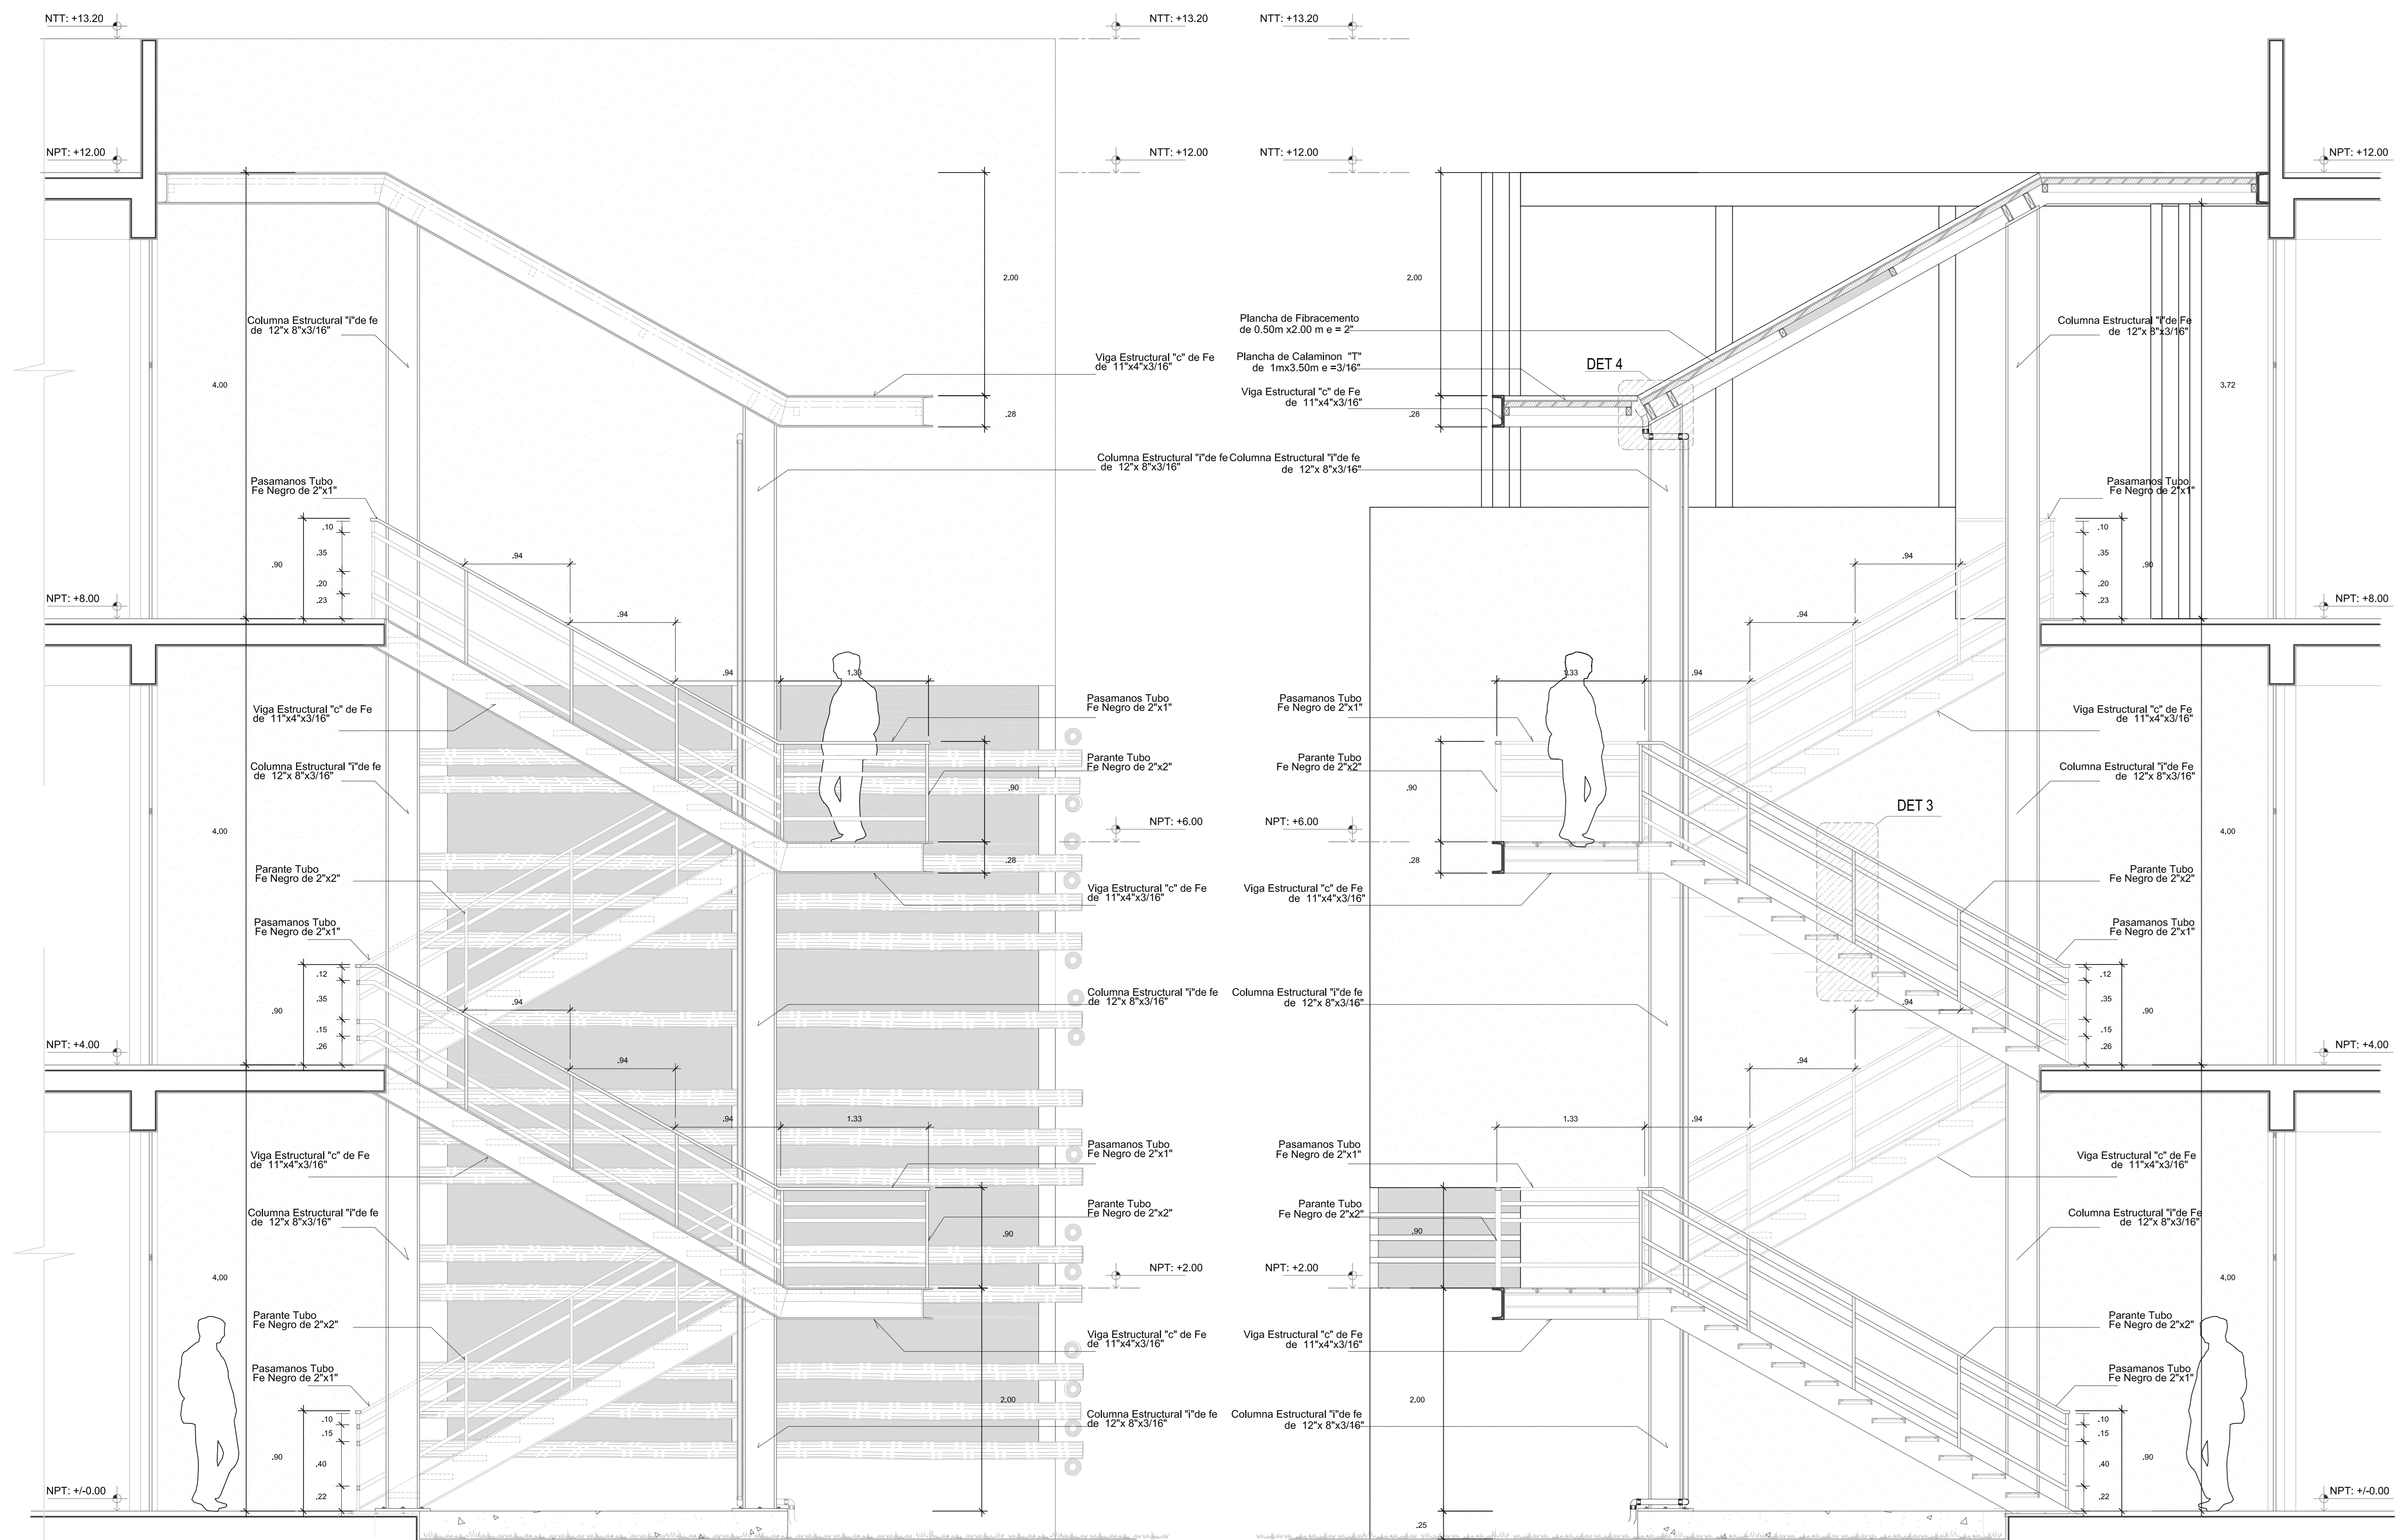 NTT: +13.20
NTT: +13.20
NTT: +13.20
NPT: +12.00
NTT: +12.00
NTT: +12.00
NPT: +12.00
2.00
2.00
Columna Estructural "i"de fe
de 12"x 8"x3/16"
Plancha de Fibracemento
de 0.50m x2.00 m e = 2"
Columna Estructural "i"de Fe
de 12"x 8"x3/16"
Viga Estructural "c" de Fe
de 11"x4"x3/16"
Plancha de Calaminon "T"
de 1mx3.50m e =3/16"
DET 4
4.00
Viga Estructural "c" de Fe
de 11"x4"x3/16"
3.72
.28
.28
Columna Estructural "i"de fe
de 12"x 8"x3/16"
Columna Estructural "i"de fe
de 12"x 8"x3/16"
Pasamanos Tubo
Fe Negro de 2"x1"
Pasamanos Tubo
Fe Negro de 2"x1"
.10
.35
.90
.20
.23
.94
.94
.94
1.33
1.33
.94
.94
.94
.10
.35
.90
.20
.23
NPT: +8.00
NPT: +8.00
Viga Estructural "c" de Fe
de 11"x4"x3/16"
Pasamanos Tubo
Fe Negro de 2"x1"
Pasamanos Tubo
Fe Negro de 2"x1"
Viga Estructural "c" de Fe
de 11"x4"x3/16"
Columna Estructural "i"de fe
de 12"x 8"x3/16"
Parante Tubo
Fe Negro de 2"x2"
Parante Tubo
Fe Negro de 2"x2"
Columna Estructural "i"de Fe
de 12"x 8"x3/16"
.90
.90
DET 3
4.00
NPT: +6.00
NPT: +6.00
4.00
.28
.28
Parante Tubo
Fe Negro de 2"x2"
Viga Estructural "c" de Fe
de 11"x4"x3/16"
Viga Estructural "c" de Fe
de 11"x4"x3/16"
Parante Tubo
Fe Negro de 2"x2"
Pasamanos Tubo
Fe Negro de 2"x1"
Pasamanos Tubo
Fe Negro de 2"x1"
.12
.35
.90
.15
.26
.94
.94
.94
1.33
Columna Estructural "i"de fe
de 12"x 8"x3/16"
Columna Estructural "i"de fe
de 12"x 8"x3/16"
1.33
.94
.94
.94
.12
.35
.90
.15
.26
NPT: +4.00
NPT: +4.00
Viga Estructural "c" de Fe
de 11"x4"x3/16"
Pasamanos Tubo
Fe Negro de 2"x1"
Pasamanos Tubo
Fe Negro de 2"x1"
Viga Estructural "c" de Fe
de 11"x4"x3/16"
Columna Estructural "i"de fe
de 12"x 8"x3/16"
Parante Tubo
Fe Negro de 2"x2"
Parante Tubo
Fe Negro de 2"x2"
Columna Estructural "i"de Fe
de 12"x 8"x3/16"
.90
.90
4.00
NPT: +2.00
NPT: +2.00
4.00
Parante Tubo
Fe Negro de 2"x2"
Viga Estructural "c" de Fe
de 11"x4"x3/16"
Viga Estructural "c" de Fe
de 11"x4"x3/16"
Parante Tubo
Fe Negro de 2"x2"
Pasamanos Tubo
Fe Negro de 2"x1"
Pasamanos Tubo
Fe Negro de 2"x1"
2.00
2.00
Columna Estructural "i"de fe
de 12"x 8"x3/16"
Columna Estructural "i"de fe
de 12"x 8"x3/16"
.10
.15
.90
.40
.22
.10
.15
.90
.40
.22
NPT: +/-0.00
NPT: +/-0.00
.25